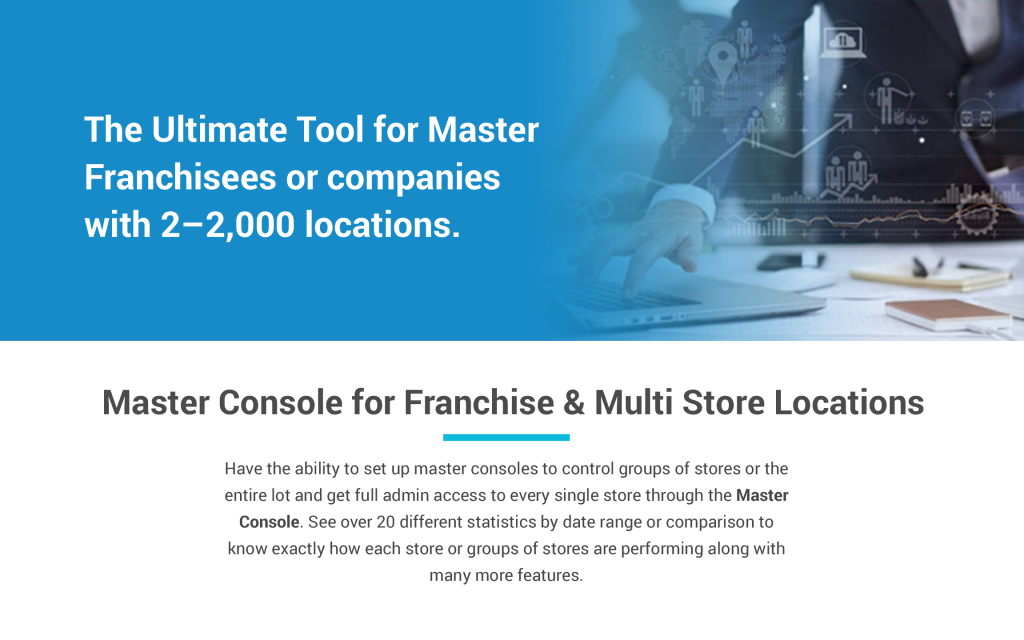 The Ultimate Tool for Master
Franchisees or companies
with 2–2,000 locations.
Master Console for Franchise & Multi Store Locations
Have the ability to set up master consoles to control groups of stores or the
entire lot and get full admin access to every single store through the Master
Console. See over 20 different statistics by date range or comparison to
know exactly how each store or groups of stores are performing along with
many more features.